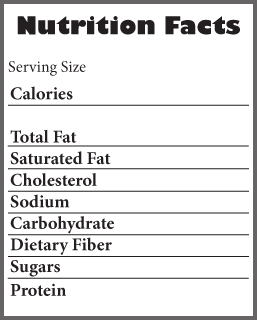 Nutrition Facts
Serving Size
Calories
Total Fat
Saturated Fat
Cholesterol
Sodium
Carbohydrate
Dietary Fiber
Sugars
Protein